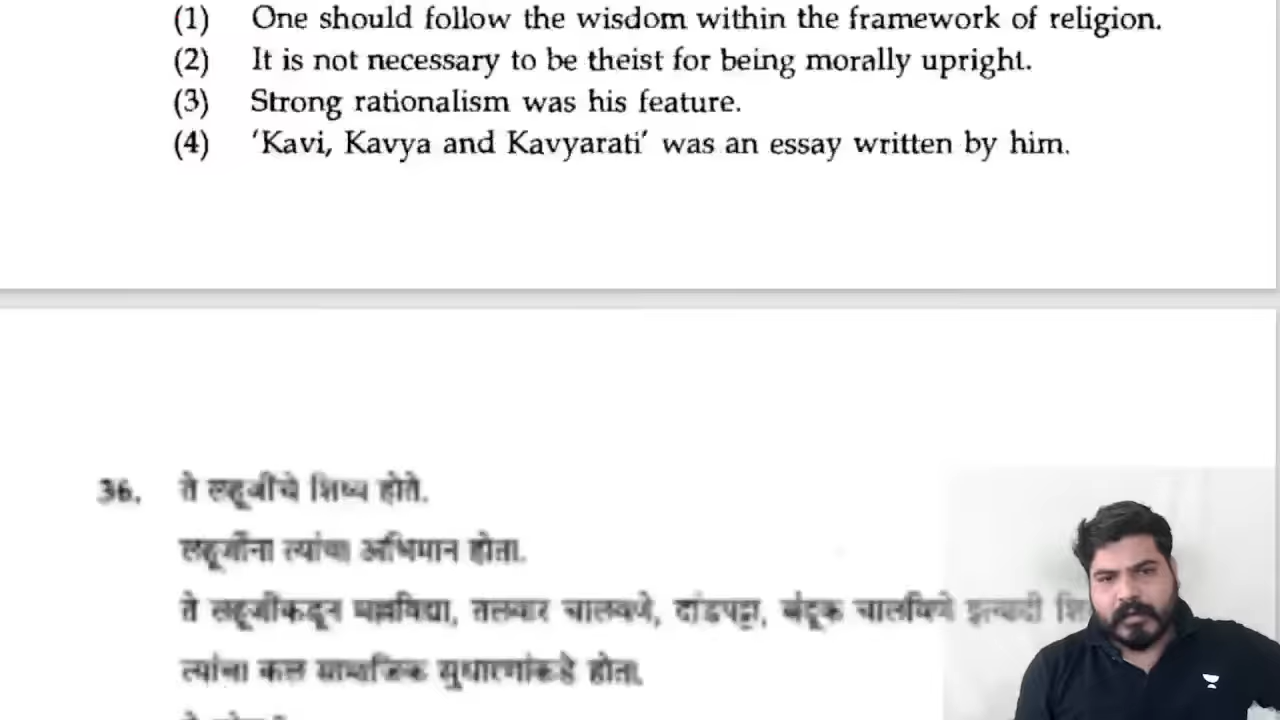 (1) One should follow the wisdom within the framework of religion.
(2) It is not necessary to be theist for being morally upright.
(3) Strong rationalism was his feature.
(4) ‘Kavi, Kavya and Kavyarati’ was an essay written by him.
36. ते लहूजींचे शिष्य होते.
लहूजींना त्यांचा अभिमान होता.
ते लहूजींकडून मल्लविद्या, तलवार चालवणे, दांडपट्टा, बंदूक चालविणे इत्यादी
त्यांचा कल सामाजिक सुधारणांकडे होता.